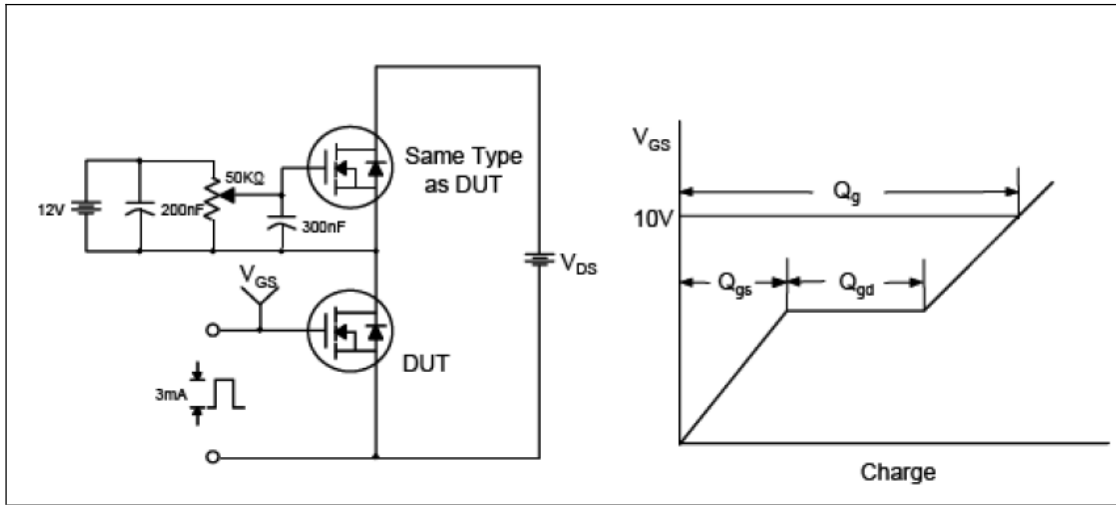 12V
200nF
50KΩ
300nF
Same Type
as DUT
V_GS
DUT
3mA
V_DS
V_GS
10V
Q_g
Q_gs
Q_gd
Charge